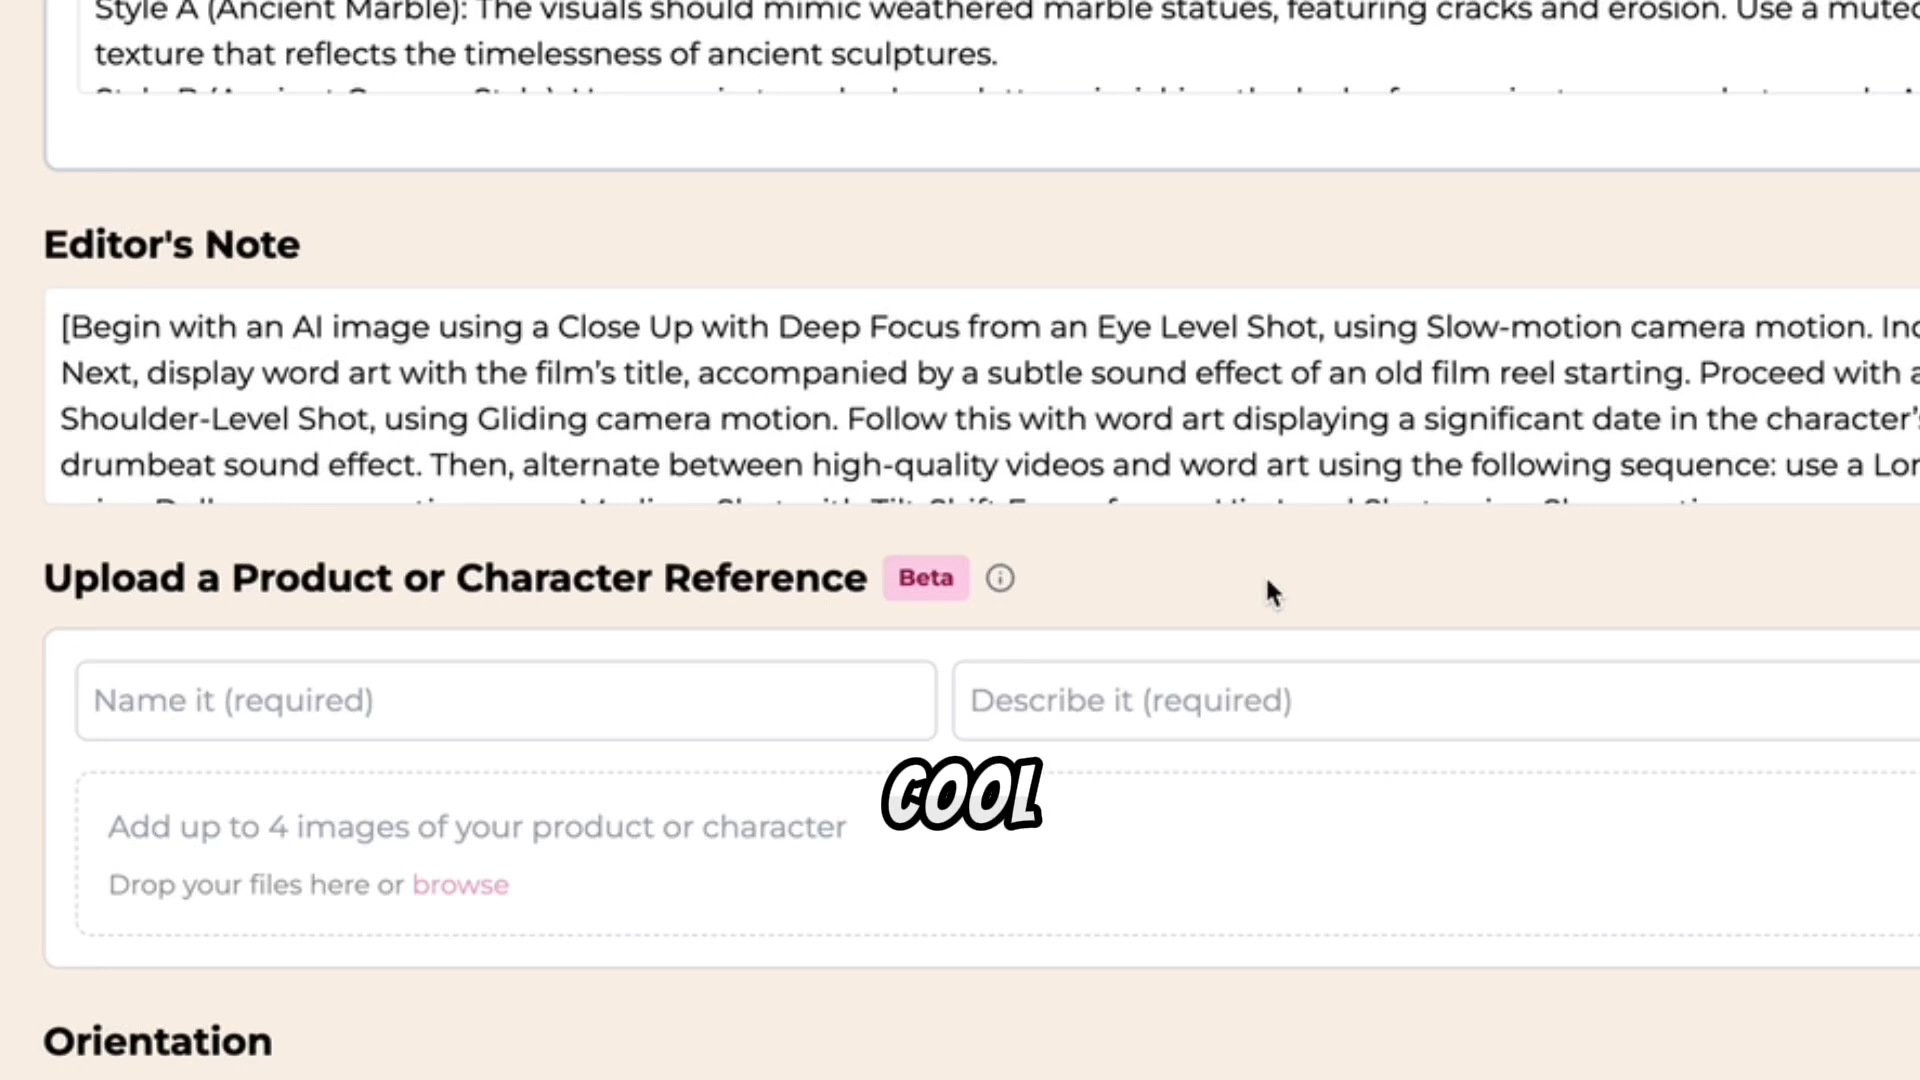 Style A (Ancient Marble): The visuals should mimic weathered marble statues, featuring cracks and erosion. Use a muted
texture that reflects the timelessness of ancient sculptures.
Editor's Note
[Begin with an AI image using a Close Up with Deep Focus from an Eye Level Shot, using Slow-motion camera motion.
Next, display word art with the film’s title, accompanied by a subtle sound effect of an old film reel starting. Proceed with a
Shoulder-Level Shot, using Gliding camera motion. Follow this with word art displaying a significant date in the character’s
drumbeat sound effect. Then, alternate between high-quality videos and word art using the following sequence: use a
Upload a Product or Character Reference Beta
Name it (required) Describe it (required)
COOL
Add up to 4 images of your product or character
Drop your files here or browse
Orientation